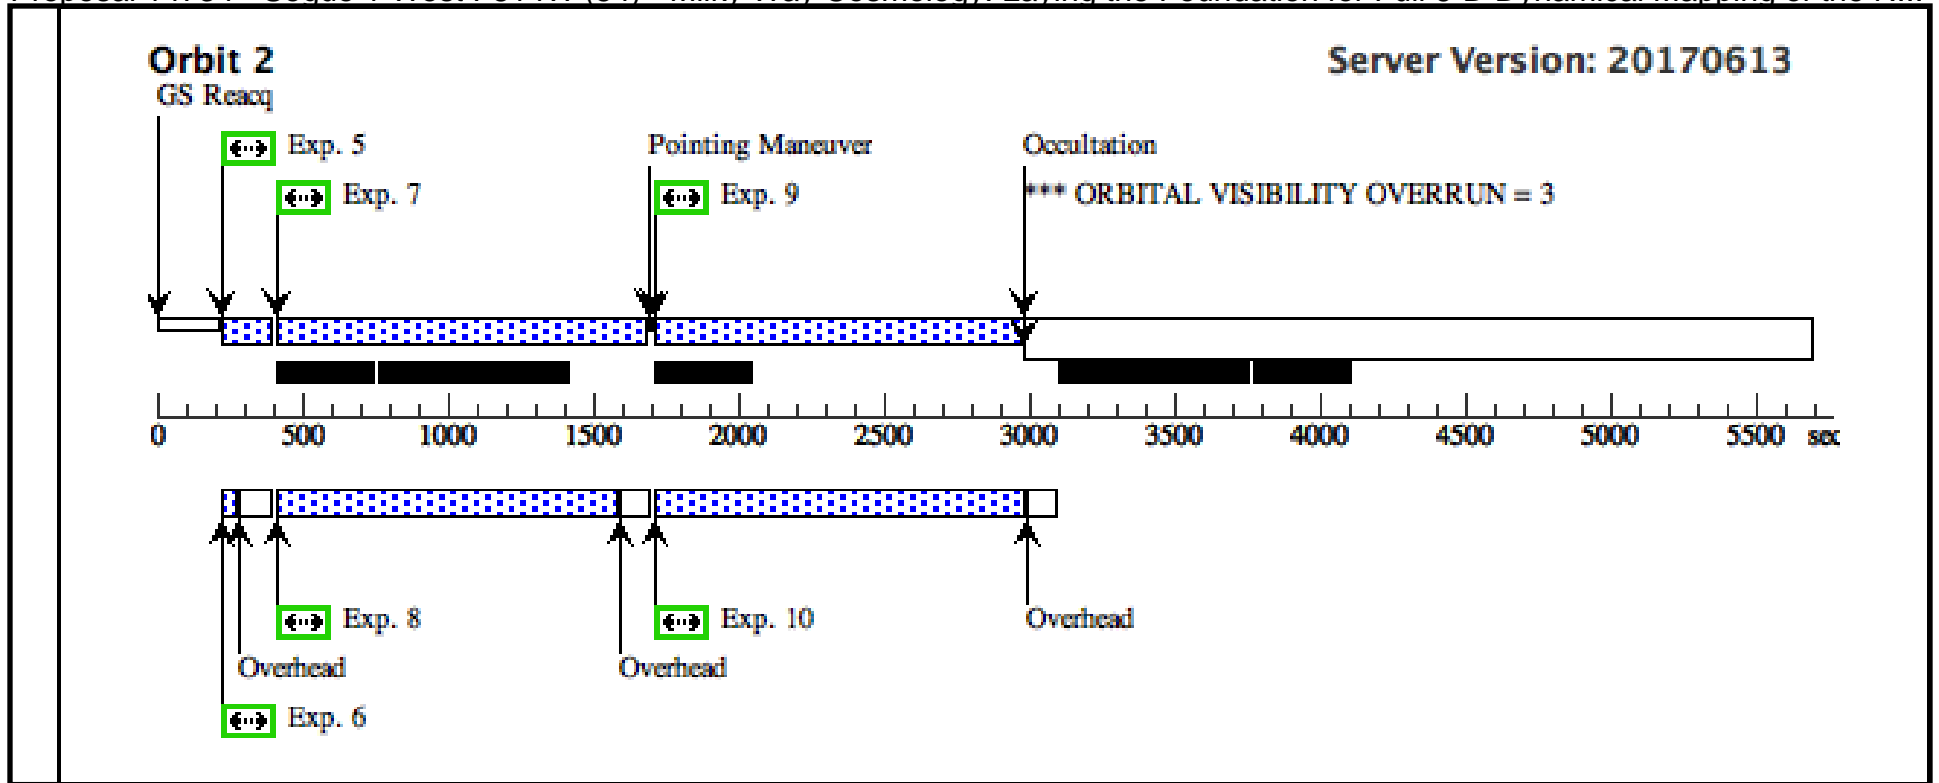 Orbit 2
Server Version: 20170613
GS Reacq
Exp. 5
Pointing Maneuver
Occultation
Exp. 7
Exp. 9
*** ORBITAL VISIBILITY OVERRUN = 3
0 500 1000 1500 2000 2500 3000 3500 4000 4500 5000 5500 sec
Exp. 8
Exp. 10
Overhead
Overhead
Overhead
Exp. 6